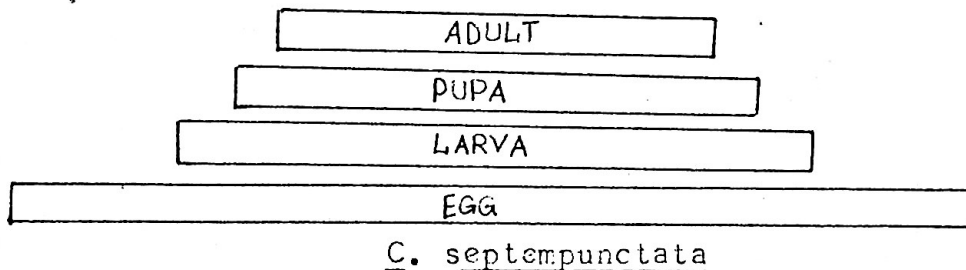 ADULT
PUPA
LARVA
EGG
C. septempunctata